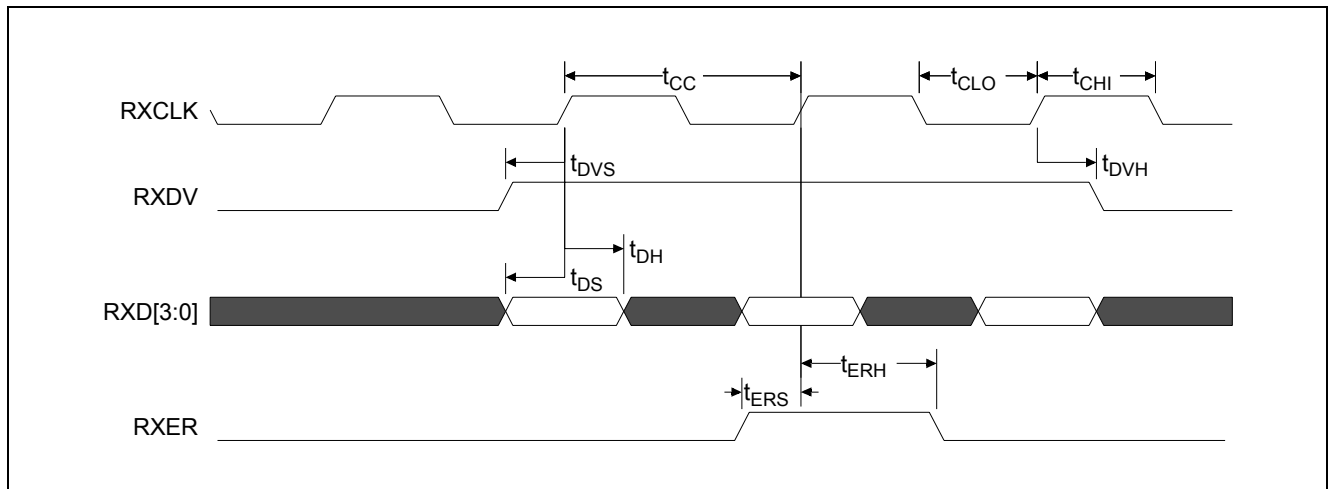 tCC
tCLO
tCHI
RXCLK
tDVS
tDVH
RXDV
tDH
tDS
RXD[3:0]
tERH
tERS
RXER